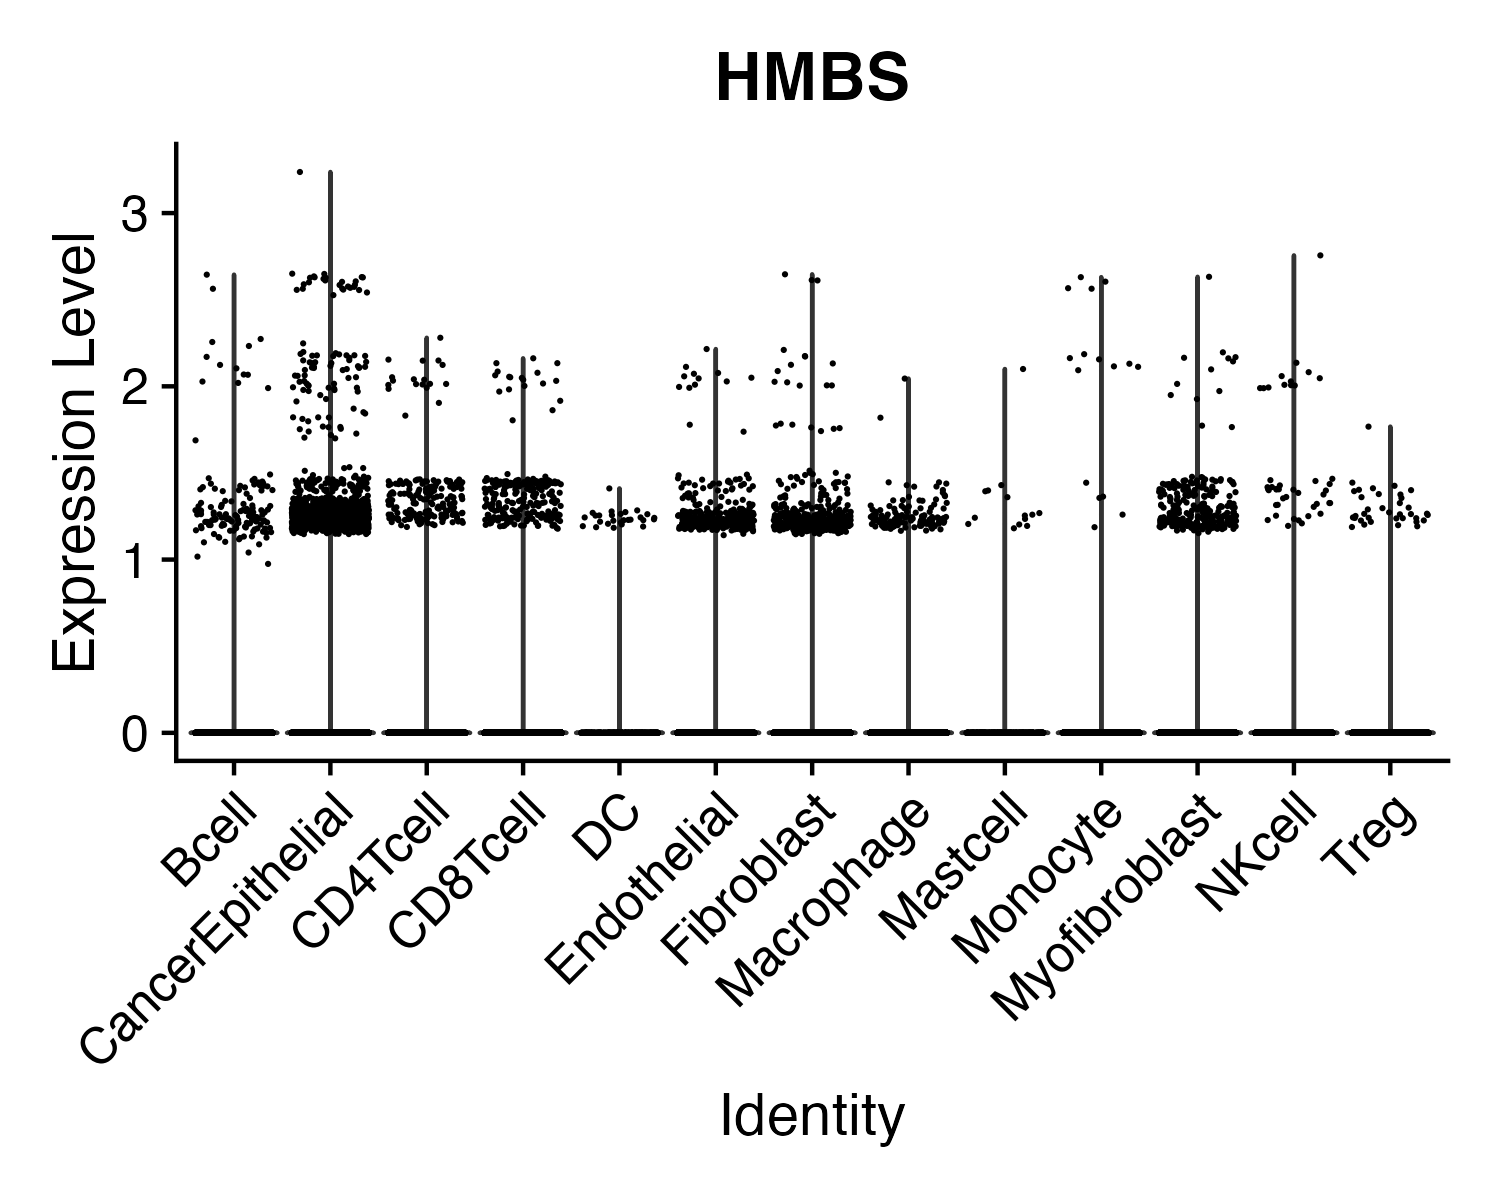 HMBS
Expression Level
3
2
1
0
Bcell
CancerEpithelial
CD4Tcell
CD8Tcell
DC
Endothelial
Fibroblast
Macrophage
Mastcell
Monocyte
Myofibroblast
NKcell
Treg
Identity